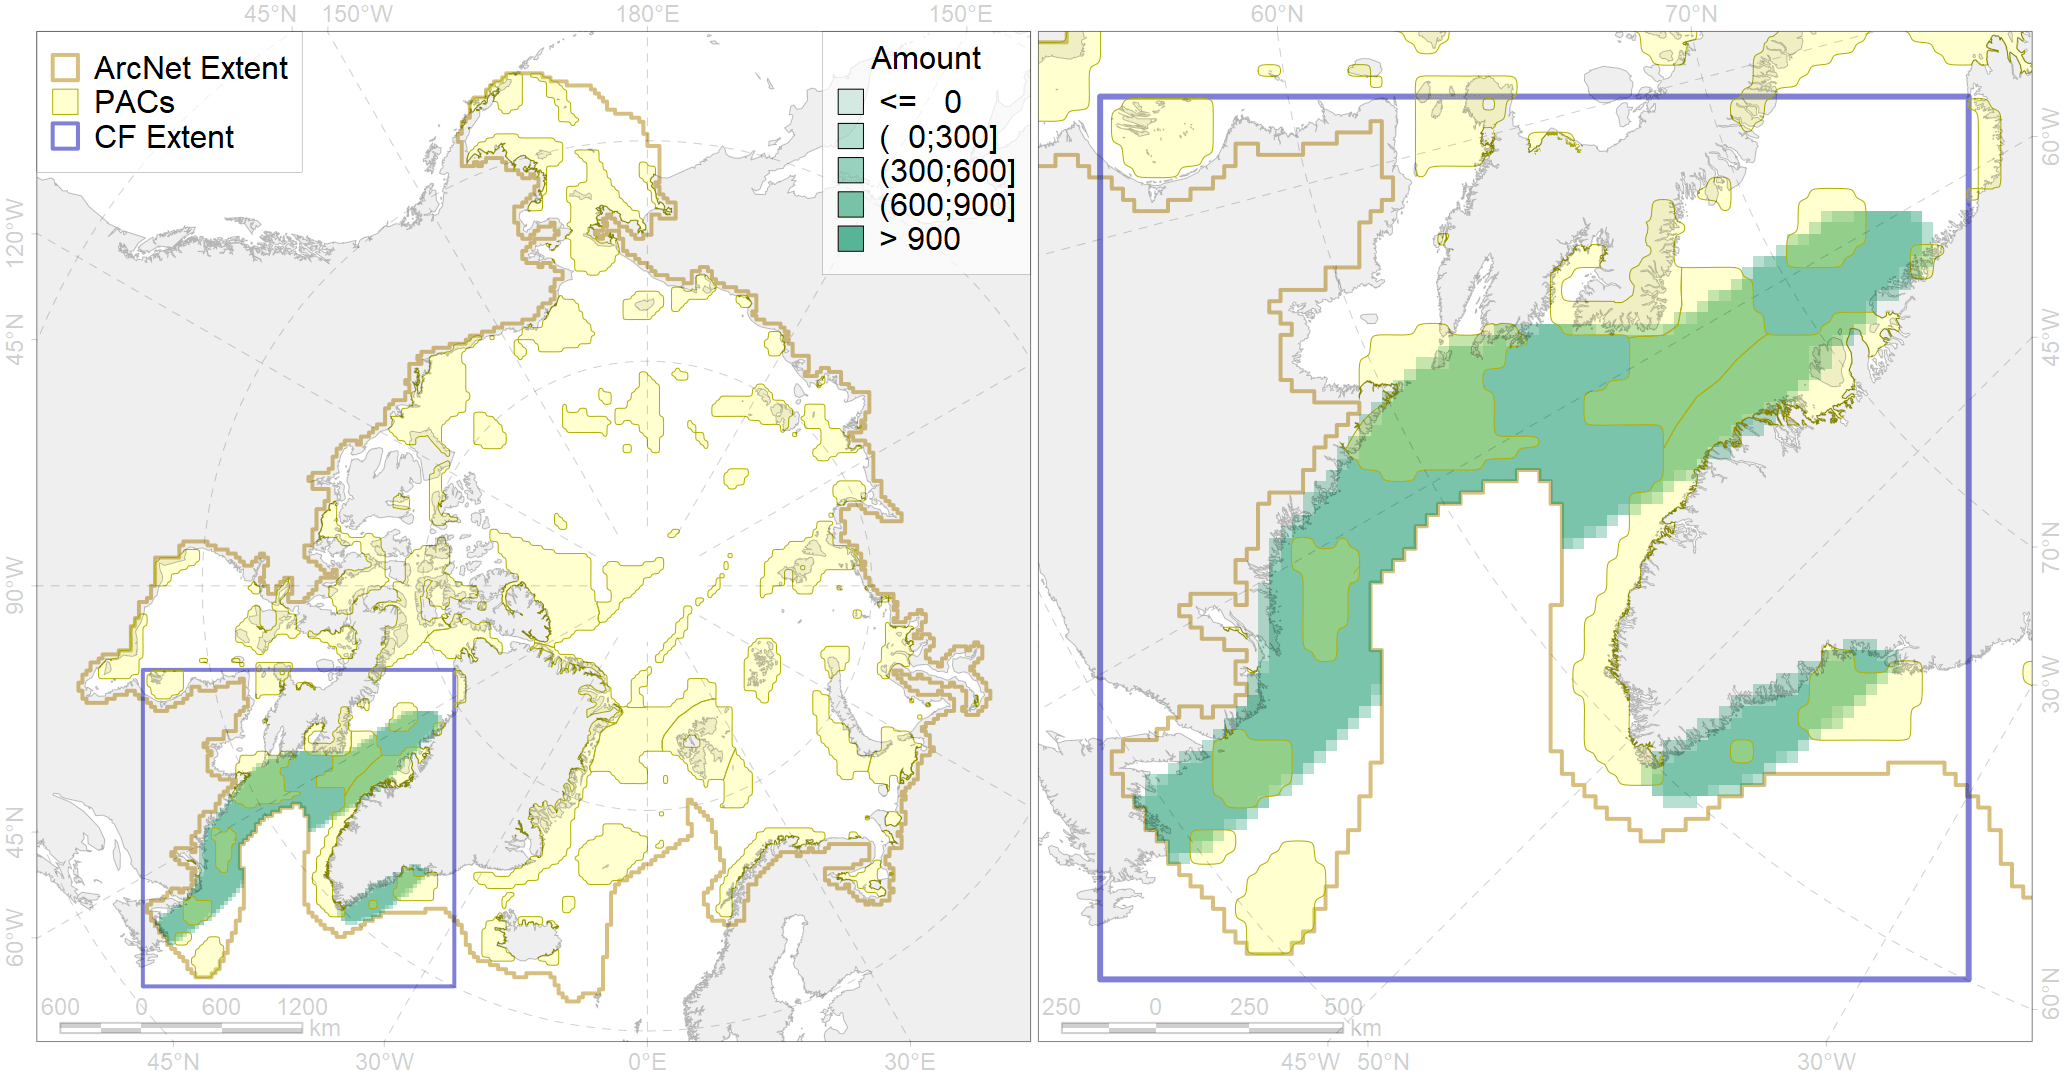 45°N 150°W 180°E 150°E 60°N 70°N
ArcNet Extent
PACs
CF Extent
Amount
<= 0
( 0;300]
(300;600]
(600;900]
> 900
120°W
45°N
90°W
45°N
60°W
60°W
45°W
70°N
30°W
60°N
600 0 600 1200
km
250 0 250 500
km
45°N 30°W 0°E 30°E 45°W 50°N 30°W